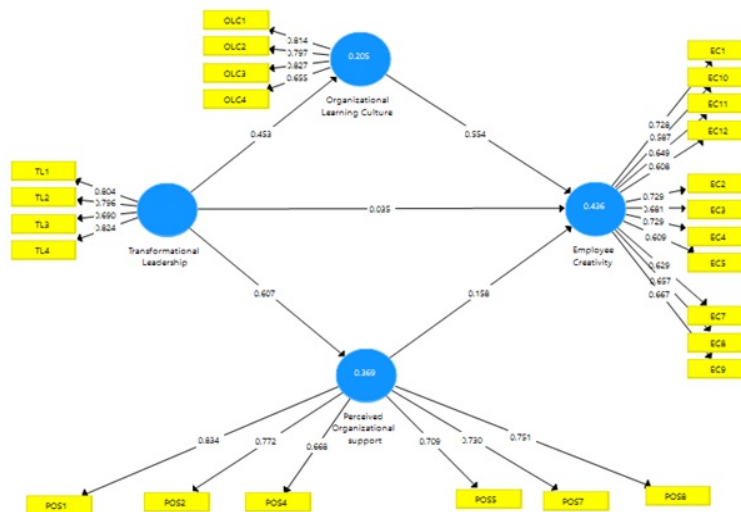 OLC1
OLC2
OLC3
OLC4
0.814
0.797
0.827
0.655
0.205
Organizational
Learning Culture
0.453
0.554
TL1
TL2
TL3
TL4
0.804
0.796
0.690
0.824
Transformational
Leadership
0.035
0.436
Employee
Creativity
EC1
EC10
EC11
EC12
EC2
EC3
EC4
EC5
EC7
EC8
EC9
0.728
0.587
0.649
0.608
0.729
0.681
0.729
0.609
0.629
0.657
0.667
0.607
0.158
0.369
Perceived
Organizational
support
0.834
0.772
0.668
0.709
0.730
0.751
POS1
POS2
POS4
POS5
POS7
POS8